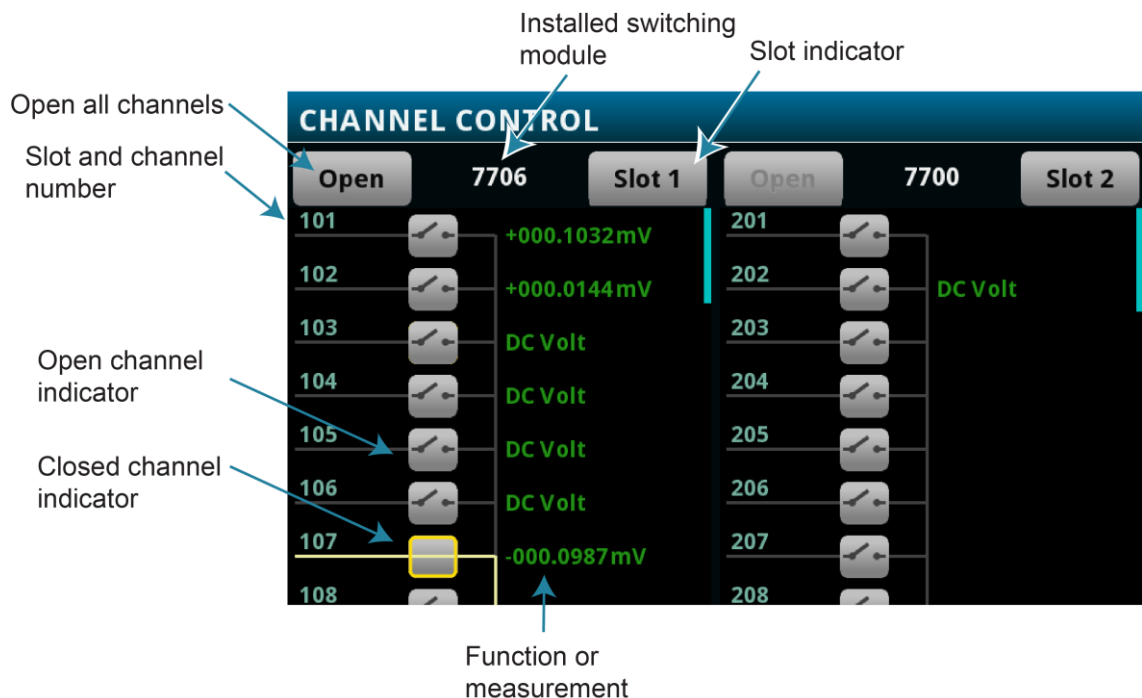 Installed switching
module
Slot indicator
Open all channels
Slot and channel
number
CHANNEL CONTROL
Open 7706 Slot 1 Open 7700 Slot 2
101 +000.1032mV 201
102 +000.0144mV 202 DC Volt
103 DC Volt 203
104 DC Volt 204
105 DC Volt 205
106 DC Volt 206
107 -000.0987mV 207
108 208
Open channel
indicator
Closed channel
indicator
Function or
measurement